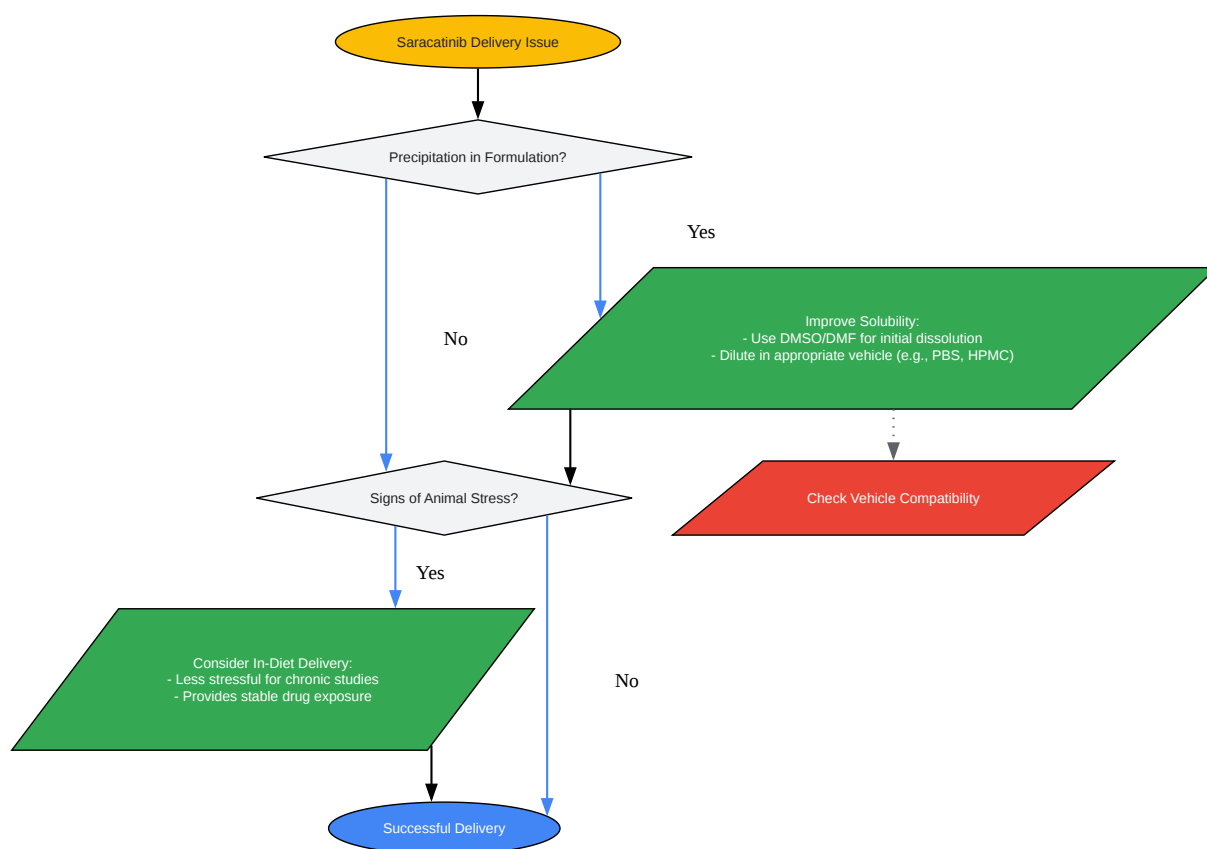 Saracatinib Delivery Issue
Precipitation in Formulation?
Yes
No
Improve Solubility:
- Use DMSO/DMF for initial dissolution
- Dilute in appropriate vehicle (e.g., PBS, HPMC)
Signs of Animal Stress?
Check Vehicle Compatibility
Yes
No
Consider In-Diet Delivery:
- Less stressful for chronic studies
- Provides stable drug exposure
Successful Delivery